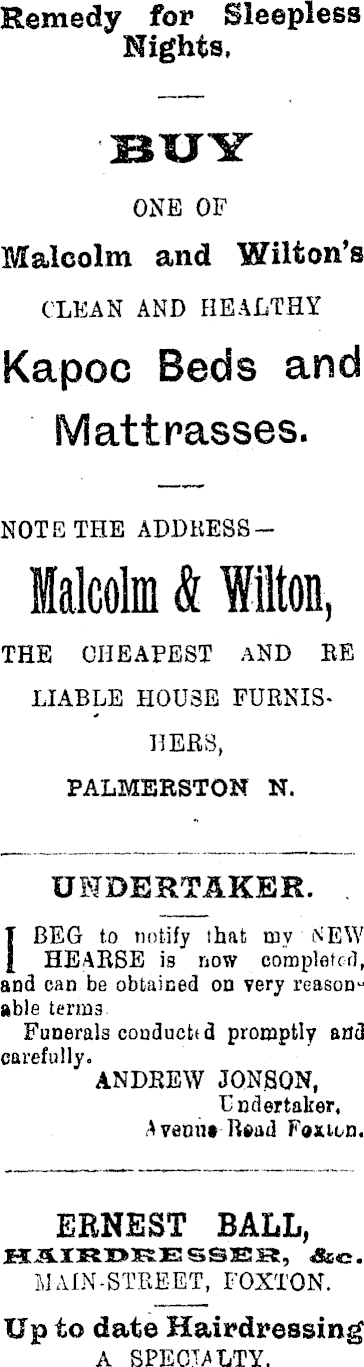 Remedy for Sleepless
Nights.
BUY
ONE OF
Malcolm and Wilton's
CLEAN AND HEALTHY
Kapoc Beds and
Mattrasses.
NOTE THE ADDRESS—
Malcolm & Wilton,
THE CHEAPEST AND RE
LIABLE HOUSE FURNIS-
HERS,
PALMERSTON N.
UNDERTAKER.
I BEG to notify that my NEW
HEARSE is now completed,
and can be obtained on very reason-
able terms.
Funerals conducted promptly and
carefully.
ANDREW JONSON,
Undertaker,
Avenue Road Foxton.
ERNEST BALL,
HAIRDRESSER, &c.
MAIN-STREET, FOXTON.
Up to date Hairdressing
A SPECIALTY.